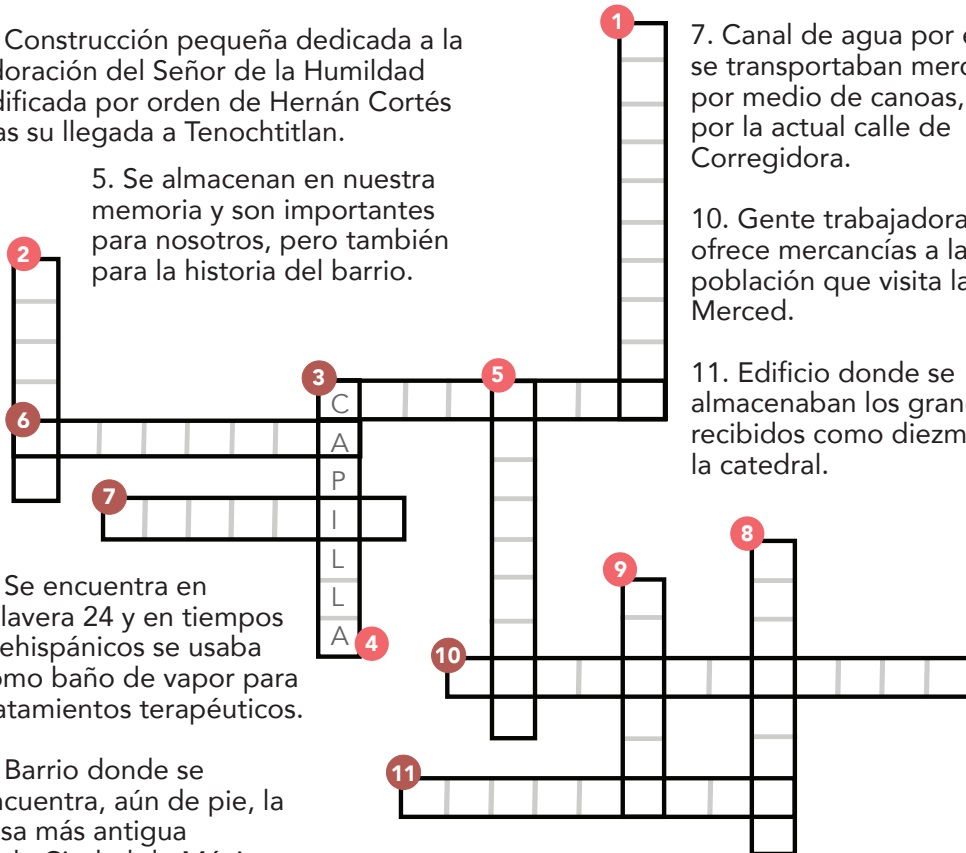 Construcción pequeña dedicada a la
doración del Señor de la Humildad
dificada por orden de Hernán Cortés
as su llegada a Tenochtitlan.
5. Se almacenan en nuestra
memoria y son importantes
para nosotros, pero también
para la historia del barrio.
1
7. Canal de agua por e
se transportaban merc
por medio de canoas,
por la actual calle de
Corregidora.
10. Gente trabajadora
ofrece mercancías a la
población que visita la
Merced.
11. Edificio donde se
almacenaban los gran
recibidos como diezm
la catedral.
2
3
5
C
6
A
P
7
I
L
L
A
4
8
9
10
11
Se encuentra en
lavera 24 y en tiempos
ehispánicos se usaba
omo baño de vapor para
atamientos terapéuticos.
Barrio donde se
ncuentra, aún de pie, la
sa más antigua